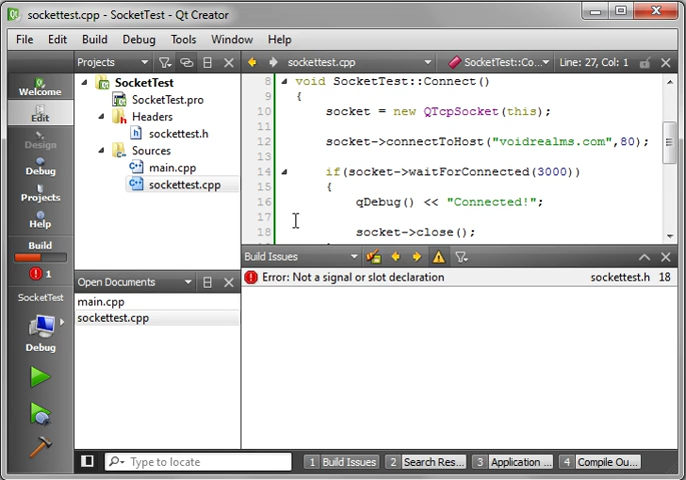 sockettest.cpp - SocketTest - Qt Creator
File Edit Build Debug Tools Window Help
Projects
sockettest.cpp
SocketTest::Co...
Line: 27, Col: 1
Welcome
Edit
Design
Debug
Projects
Help
Build
1
SocketTest
Debug
SocketTest
SocketTest.pro
Headers
sockettest.h
Sources
main.cpp
sockettest.cpp
Open Documents
main.cpp
sockettest.cpp
8 void SocketTest::Connect()
9 {
10 socket = new QTcpSocket(this);
11
12 socket->connectToHost("voidrealms.com",80);
13
14 if(socket->waitForConnected(3000))
15 {
16 qDebug() << "Connected!";
17
18 socket->close();
Build Issues
Error: Not a signal or slot declaration sockettest.h 18
Type to locate
1 Build Issues 2 Search Res... 3 Application ... 4 Compile Ou...